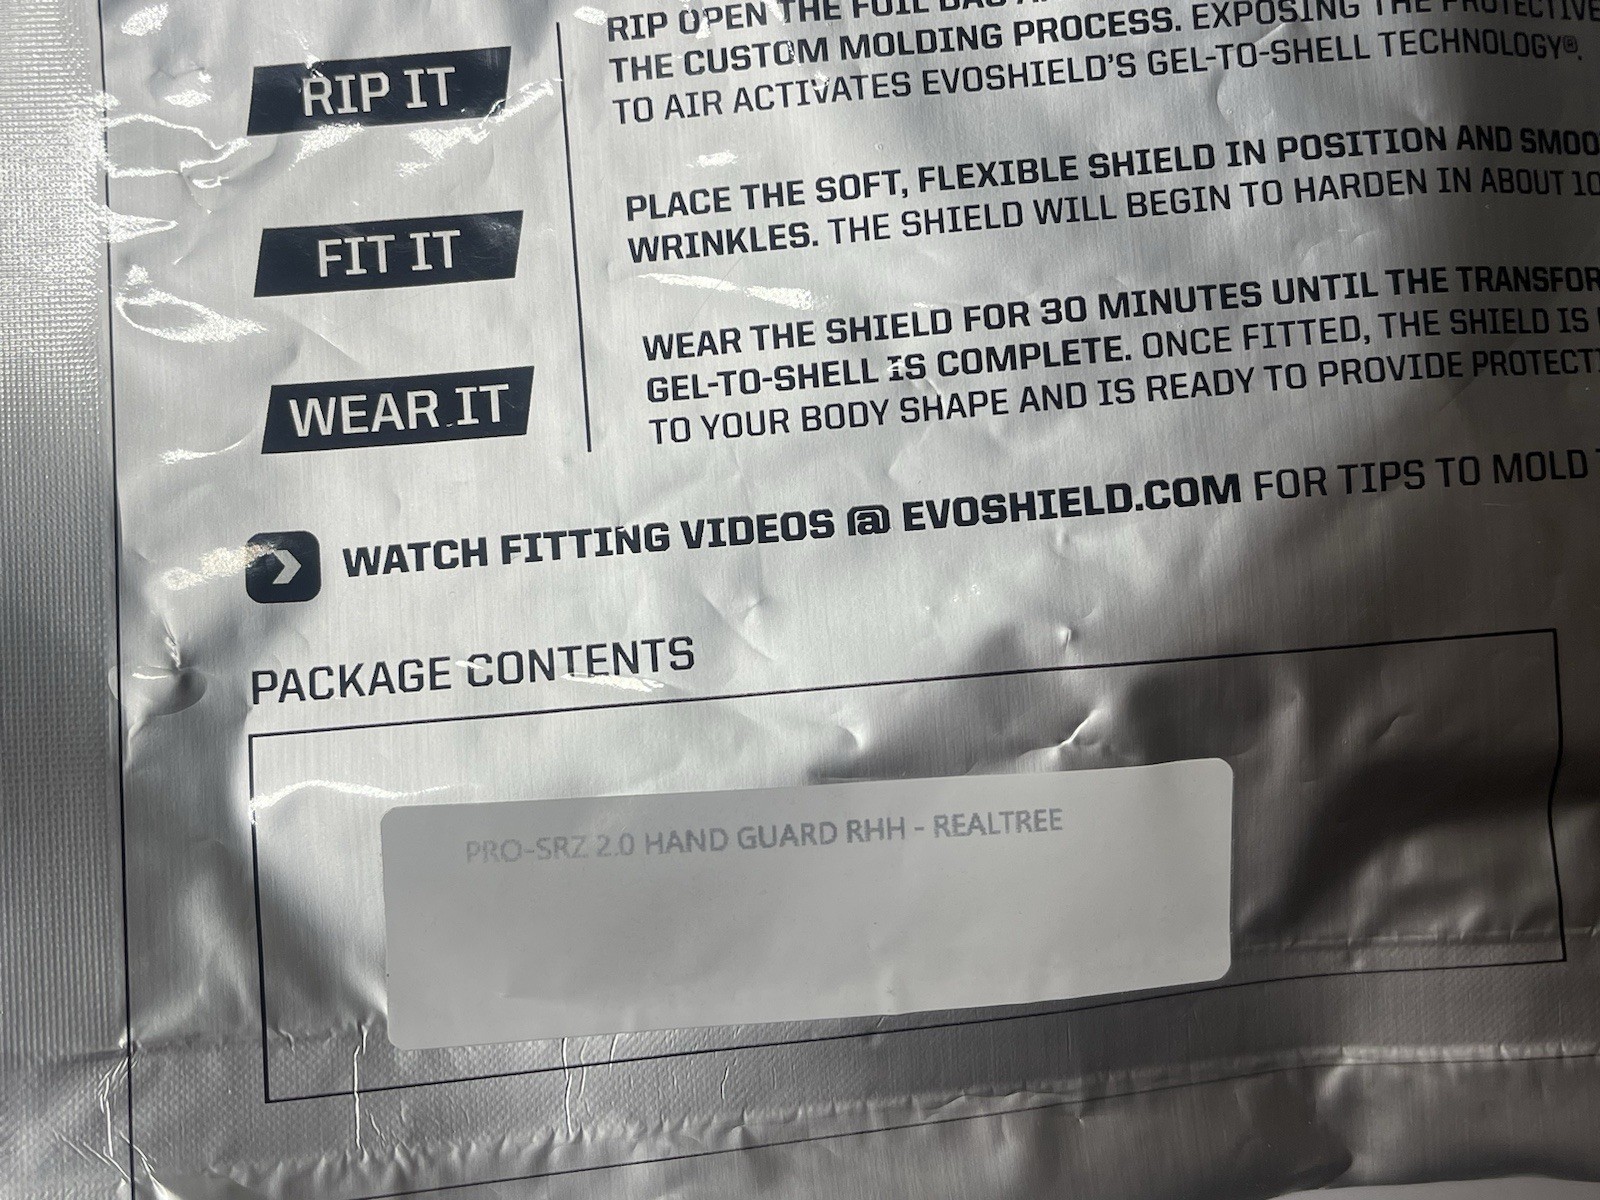 RIP IT
RIP OPEN THE FOIL BAG
THE CUSTOM MOLDING PROCESS. EXPOSING THE PROTECTIVE
TO AIR ACTIVATES EVOSHIELD'S GEL-TO-SHELL TECHNOLOGY®.
FIT IT
PLACE THE SOFT, FLEXIBLE SHIELD IN POSITION AND
WRINKLES. THE SHIELD WILL BEGIN TO HARDEN IN ABOUT
WEAR IT
WEAR THE SHIELD FOR 30 MINUTES UNTIL THE
GEL-TO-SHELL IS COMPLETE. ONCE FITTED, THE SHIELD IS
TO YOUR BODY SHAPE AND IS READY TO PROVIDE
WATCH FITTING VIDEOS @ EVOSHIELD.COM FOR TIPS TO MOLD
PACKAGE CONTENTS
PRO-SRZ 2.0 HAND GUARD RHH - REALTREE